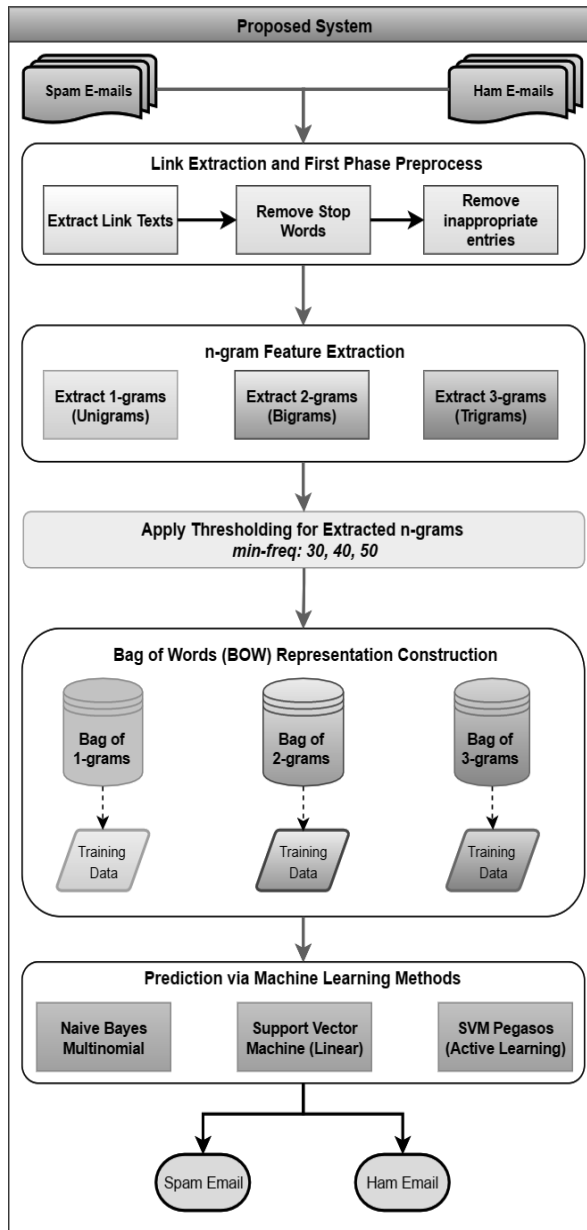 Proposed System
Spam E-mails
Ham E-mails
Link Extraction and First Phase Preprocess
Extract Link Texts
Remove Stop
Words
Remove
inappropriate
entries
n-gram Feature Extraction
Extract 1-grams
(Unigrams)
Extract 2-grams
(Bigrams)
Extract 3-grams
(Trigrams)
Apply Thresholding for Extracted n-grams
min-freq: 30, 40, 50
Bag of Words (BOW) Representation Construction
Bag of
1-grams
Bag of
2-grams
Bag of
3-grams
Training
Data
Training
Data
Training
Data
Prediction via Machine Learning Methods
Naive Bayes
Multinomial
Support Vector
Machine (Linear)
SVM Pegasos
(Active Learning)
Spam Email
Ham Email